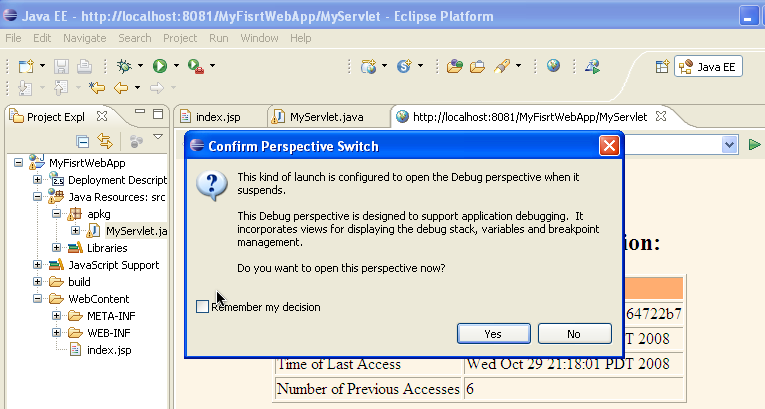 Java EE - http://localhost:8081/MyFisrtWebApp/MyServlet - Eclipse Platform
File Edit Navigate Search Project Run Window Help
Java EE
Project Expl
index.jsp
MyServlet.java
http://localhost:8081/MyFisrtWebApp/MyServlet
MyFisrtWebApp
Deployment Descript
Java Resources: src
apkg
MyServlet.ja
Libraries
JavaScript Support
build
WebContent
META-INF
WEB-INF
index.jsp
Confirm Perspective Switch
This kind of launch is configured to open the Debug perspective when it
suspends.
This Debug perspective is designed to support application debugging. It
incorporates views for displaying the debug stack, variables and breakpoint
management.
Do you want to open this perspective now?
Remember my decision
Yes No
ion:
64722b7
DT 2008
Time of Last Access Wed Oct 29 21:18:01 PDT 2008
Number of Previous Accesses 6